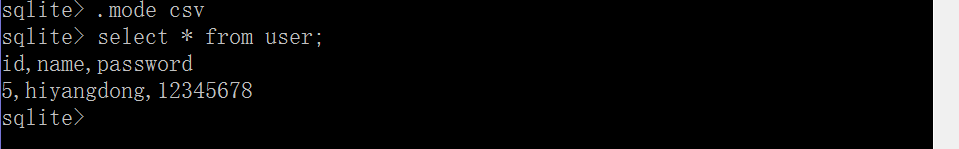 sqlite> .mode csv
sqlite> select * from user;
id,name,password
5,hiyangdong,12345678
sqlite>